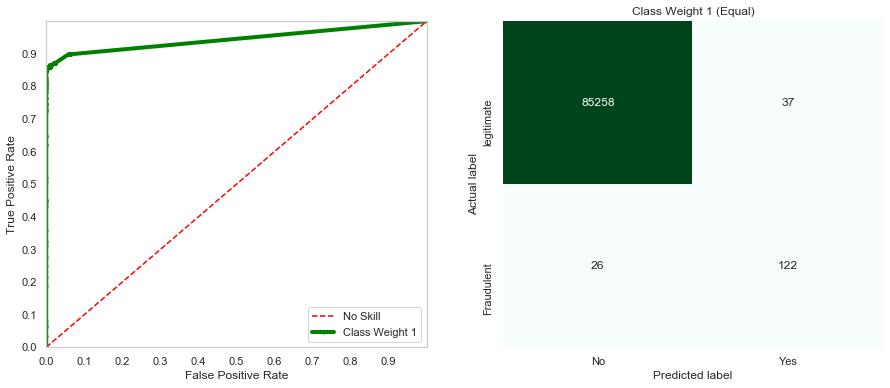 0.9
0.8
0.7
0.6
0.5
0.4
0.3
0.2
0.1
0.0
True Positive Rate
0.0 0.1 0.2 0.3 0.4 0.5 0.6 0.7 0.8 0.9
False Positive Rate
No Skill
Class Weight 1
Class Weight 1 (Equal)
85258 37
26 122
legitimate
Fraudulent
Actual label
No Yes
Predicted label